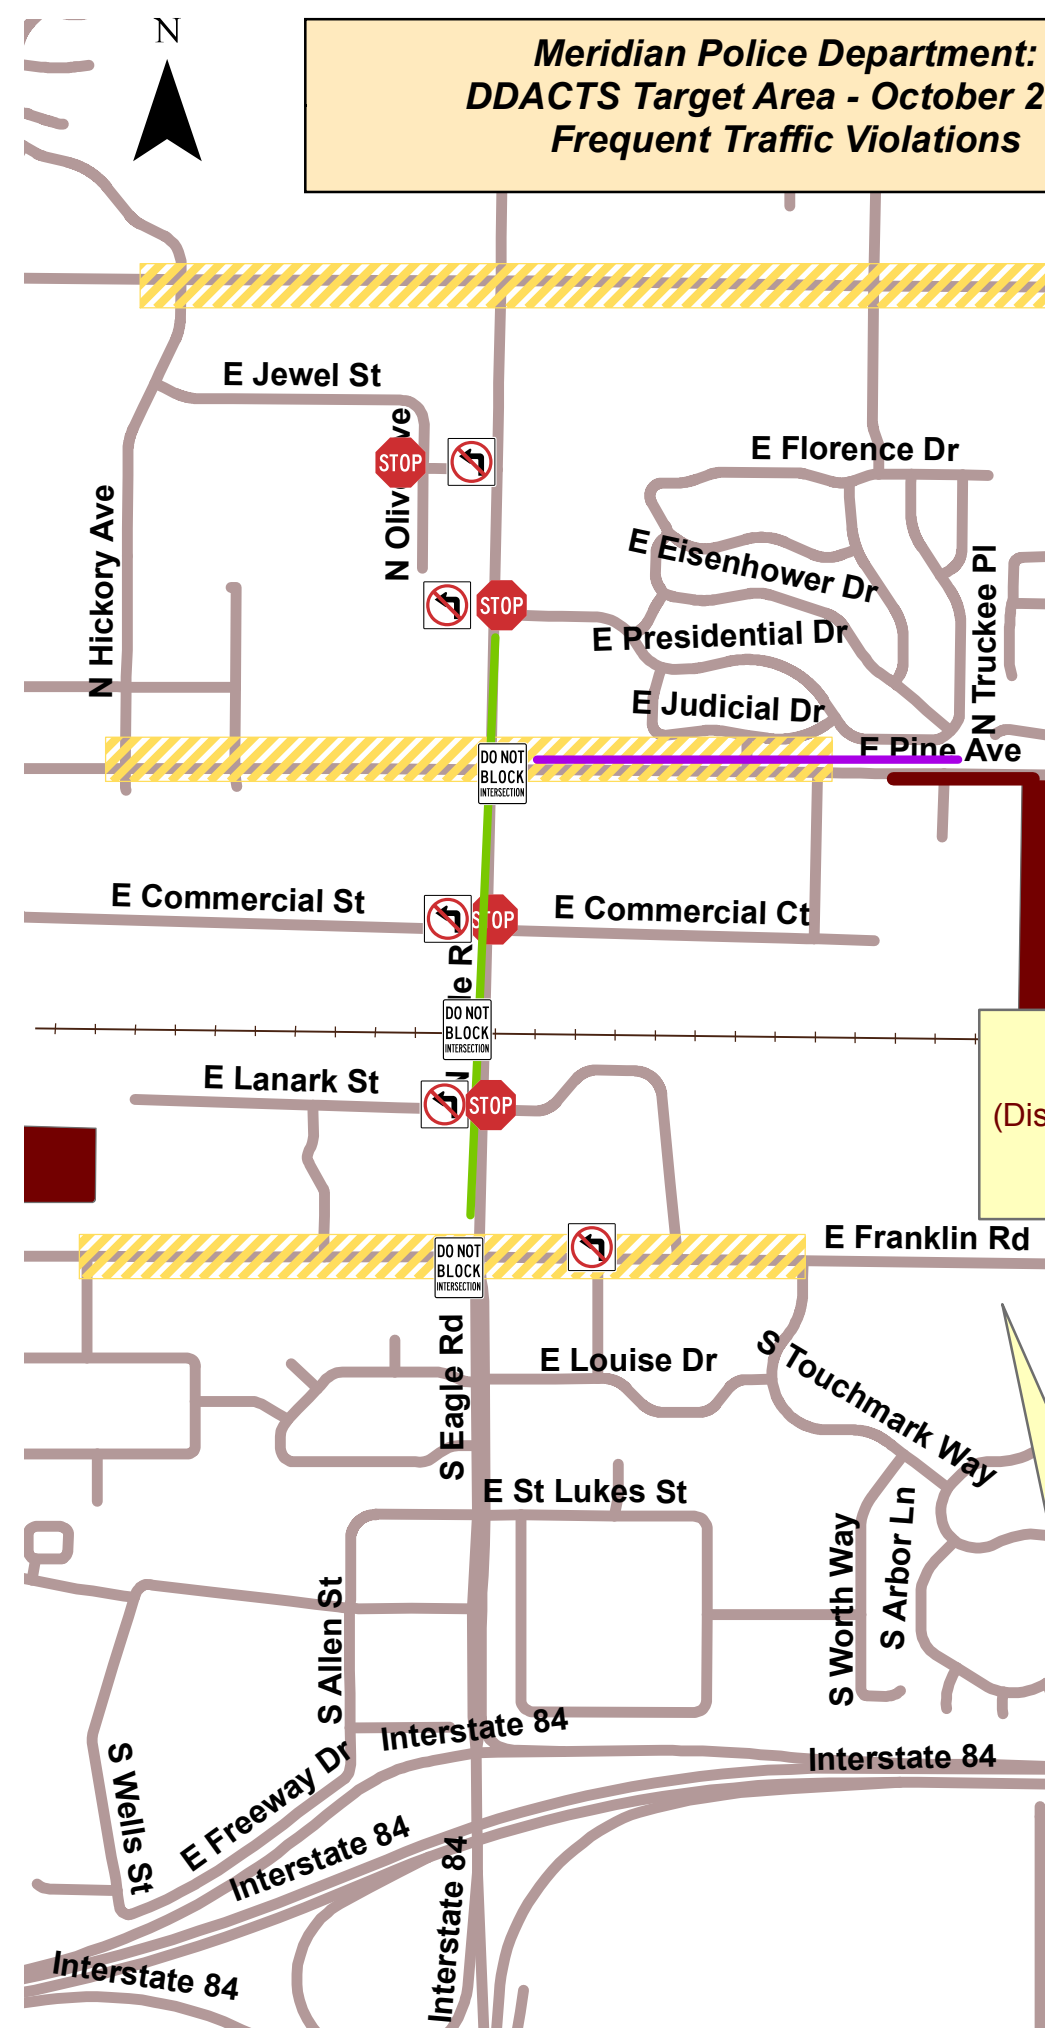 N
Meridian Police Department:
DDACTS Target Area - October 2
Frequent Traffic Violations
E Jewel St
STOP
N Oliv
ve
E Florence Dr
N Hickory Ave
E Eisenhower Dr
STOP
E Presidential Dr
N Truckee Pl
E Judicial Dr
E Pine Ave
DO NOT
BLOCK
INTERSECTION
E Commercial St
STOP
E Commercial Ct
le R
DO NOT
BLOCK
INTERSECTION
N
E Lanark St
STOP
(Dis
E Franklin Rd
DO NOT
BLOCK
INTERSECTION
S Eagle Rd
E Louise Dr
S Touchmark Way
E St Lukes St
S Worth Way
S Arbor Ln
S Allen St
Interstate 84
Interstate 84
S Wells St
E Freeway Dr
Interstate 84
Interstate 84
Interstate 84